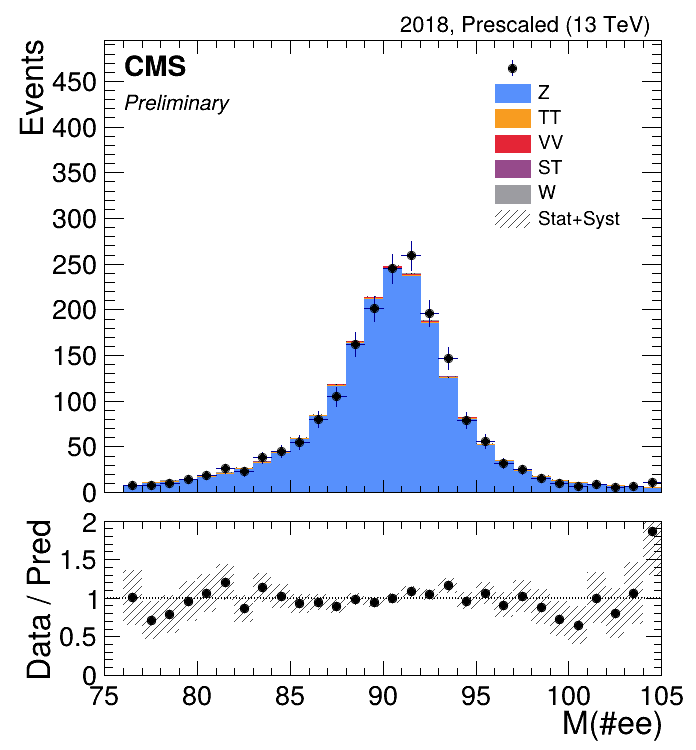 2018, Prescaled (13 TeV)
CMS
Preliminary
Events
450
400
350
300
250
200
150
100
50
0
Z
TT
VV
ST
W
Stat+Syst
Data / Pred
2
1.5
1
0.5
0
75
80
85
90
95
100
105
M(#ee)